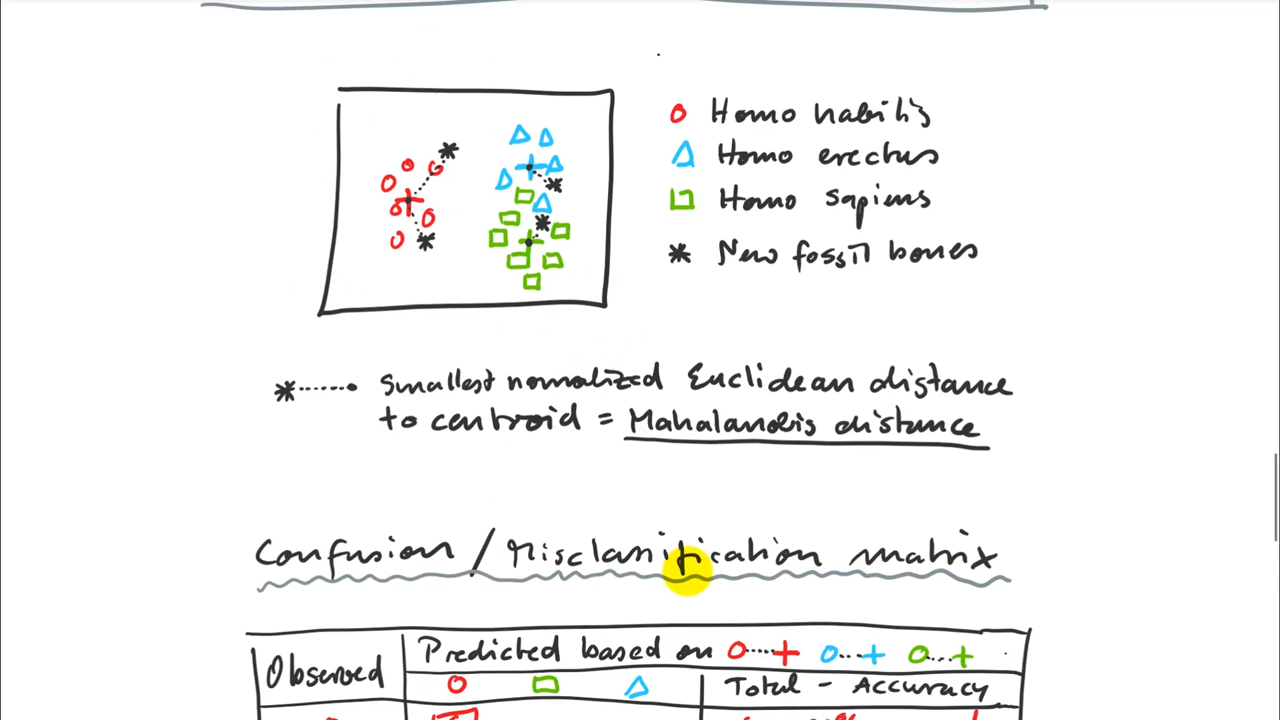 Homo habilis
Homo erectus
Homo sapiens
New fossil bones
Smallest normalized Euclidean distance
to centroid = Mahalanobis distance
Confusion / Misclassification matrix
Observed
Predicted based on
Total - Accuracy